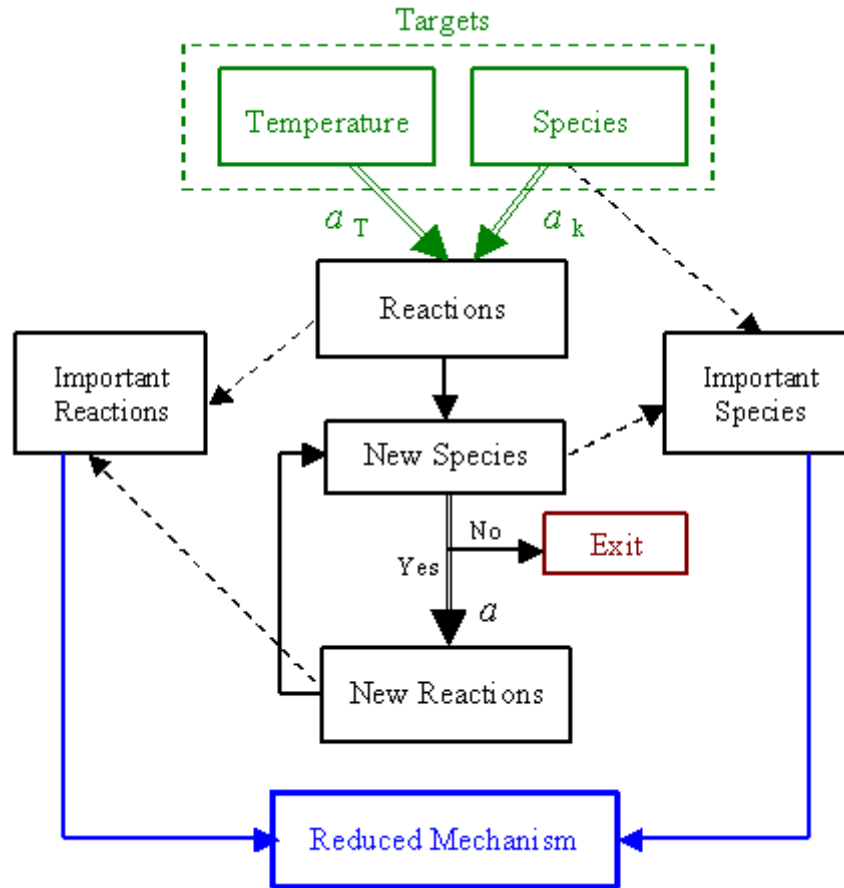 Targets
Temperature
Species
a T
a k
Reactions
Important
Reactions
Important
Species
New Species
No
Exit
Yes
a
New Reactions
Reduced Mechanism